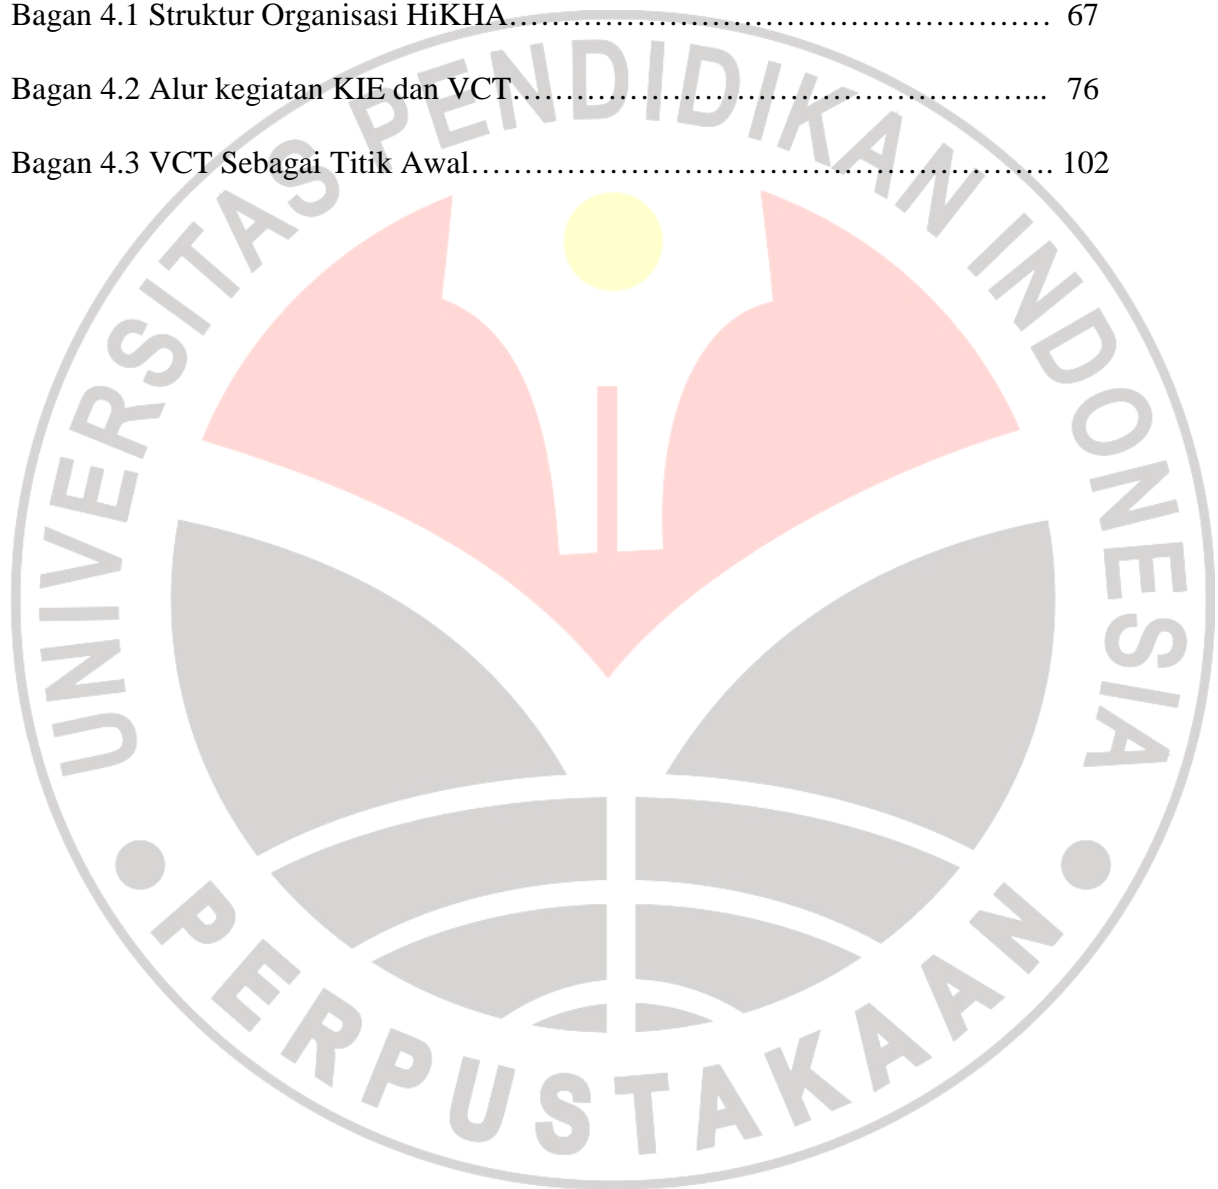 Bagan 4.1 Struktur Organisasi HiKHA…………………………………………… 67
Bagan 4.2 Alur kegiatan KIE dan VCT…………………………………………... 76
Bagan 4.3 VCT Sebagai Titik Awal………………………………………………. 102
UNIVERSITAS PENDIDIKAN INDONESIA
PERPUSTAKAAN